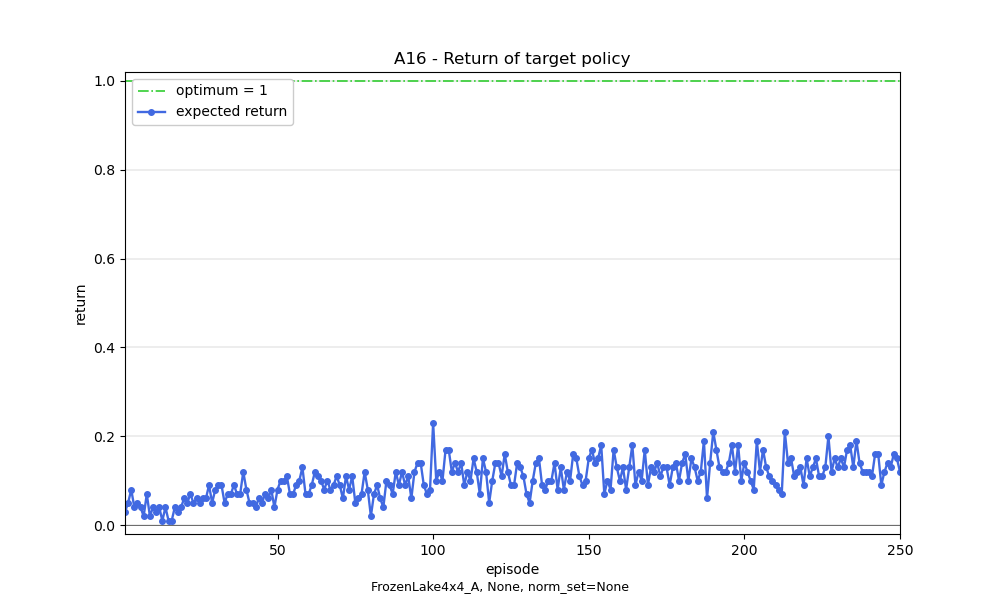 A16 - Return of target policy
optimum = 1
expected return
1.0
0.8
0.6
0.4
0.2
0.0
return
50
100
150
200
250
episode
FrozenLake4x4_A, None, norm_set=None